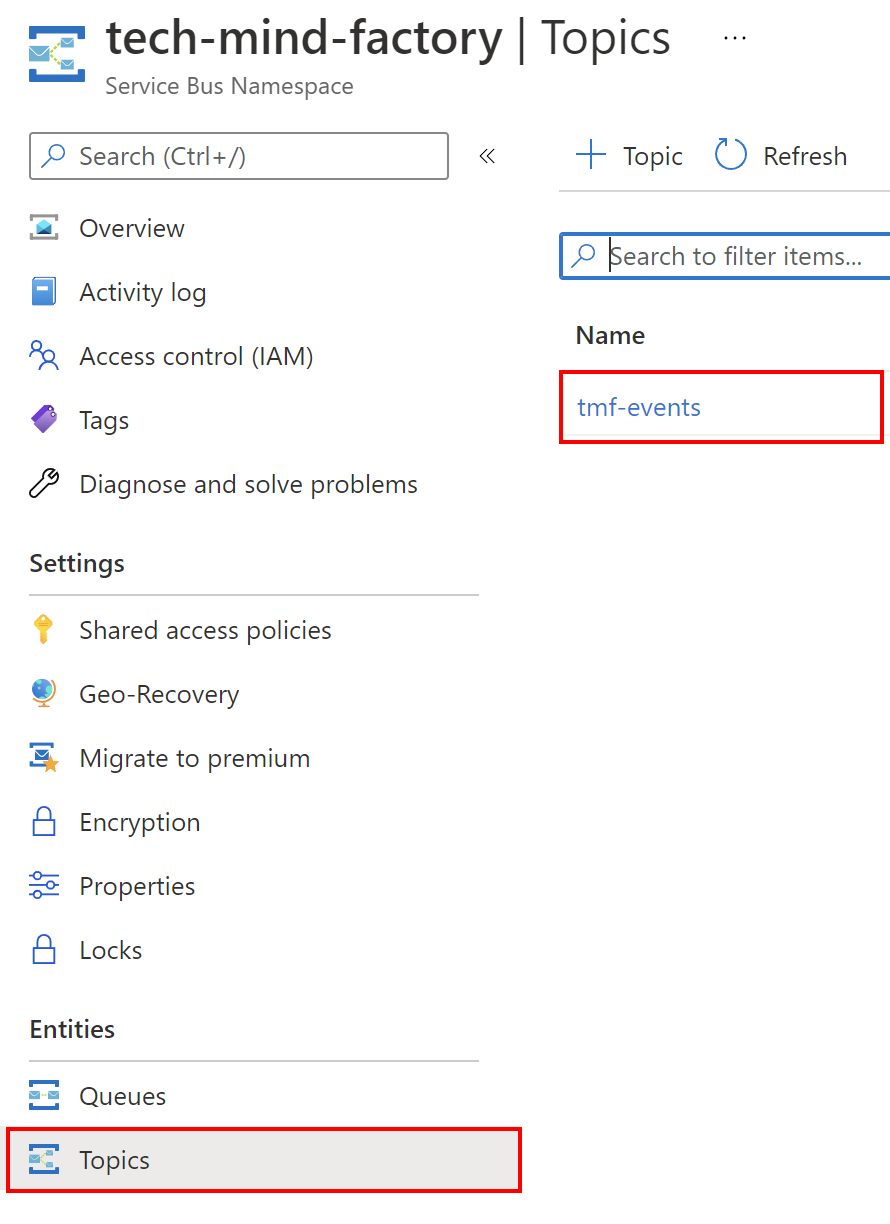 tech-mind-factory | Topics ...
Service Bus Namespace
Search (Ctrl+/)
«
Overview
Activity log
Access control (IAM)
Tags
Diagnose and solve problems
Settings
Shared access policies
Geo-Recovery
Migrate to premium
Encryption
Properties
Locks
Entities
Queues
Topics
Topic
Refresh
Search to filter items...
Name
tmf-events